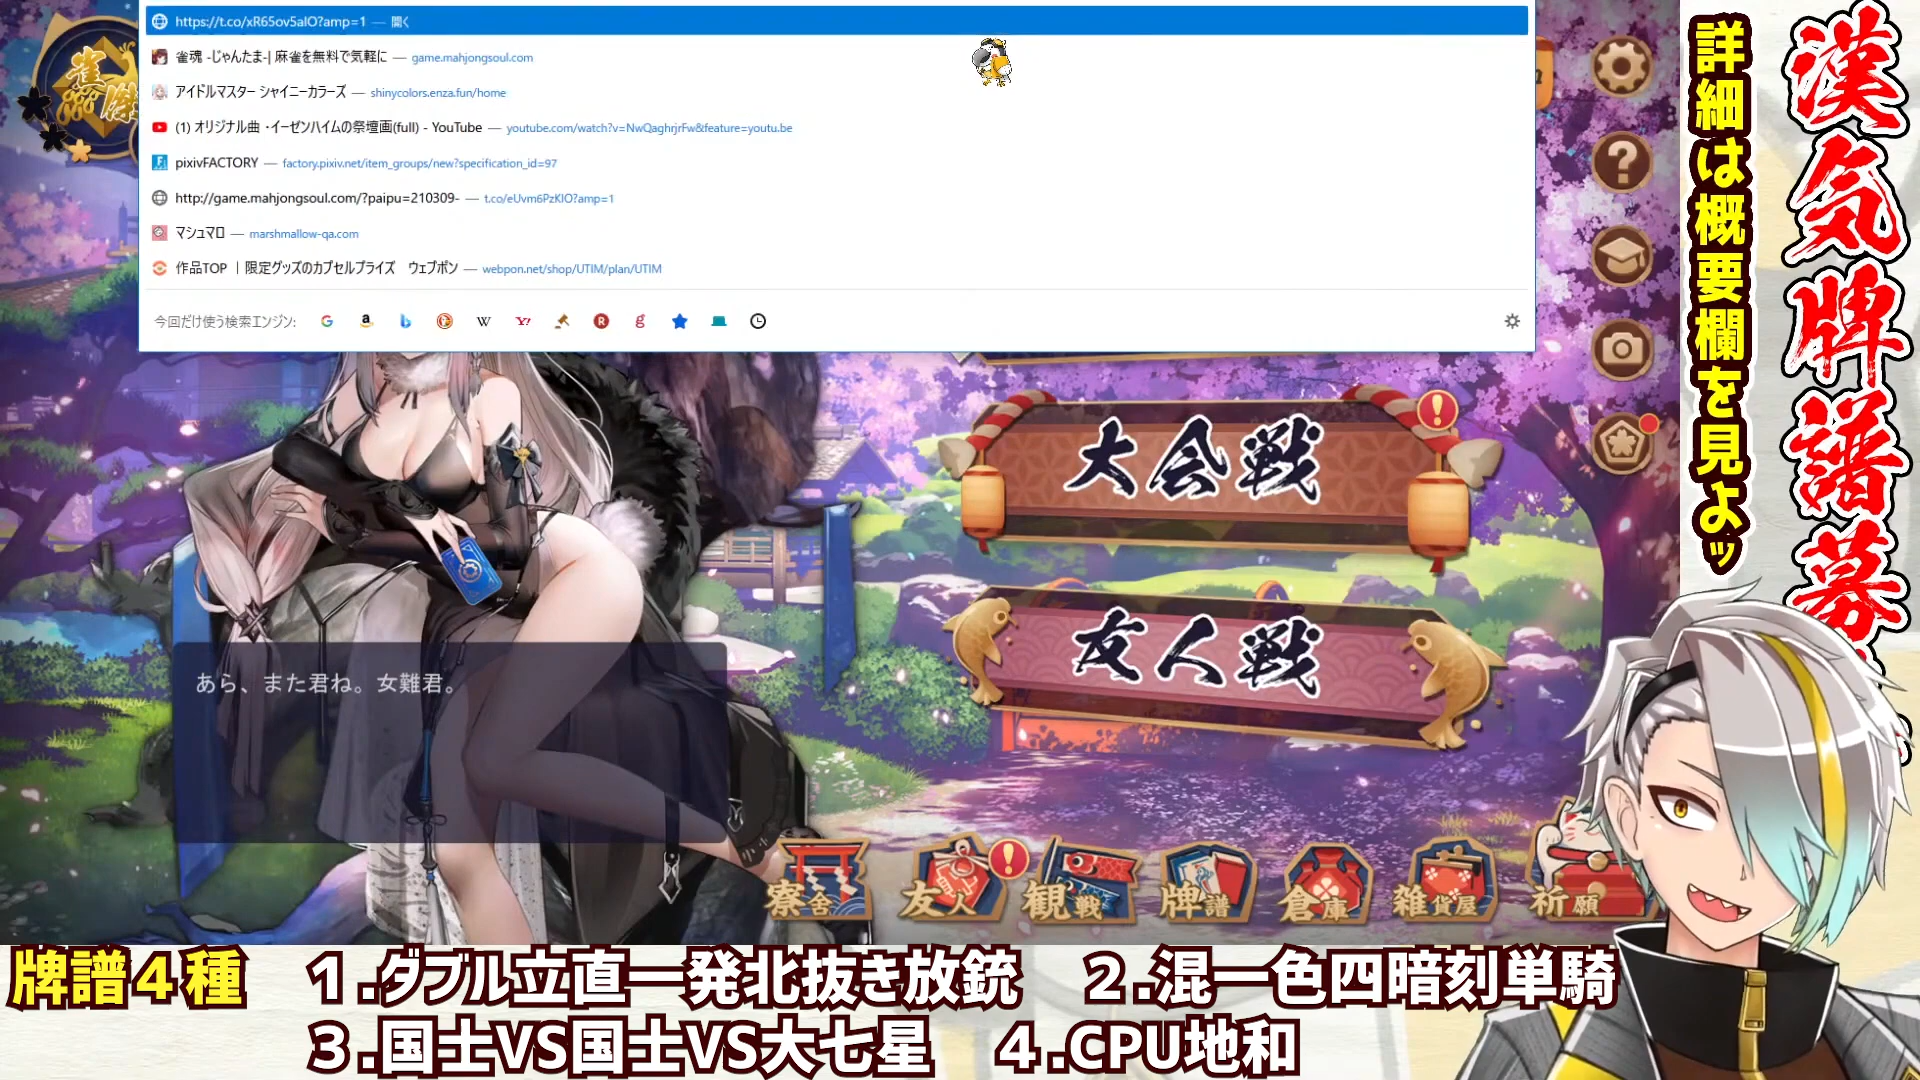 https://t.co/xR65ov5alO?amp=1 — 開く
雀魂 -じゃんたま-| 麻雀を無料で気軽に — game.mahjongsoul.com
アイドルマスター シャイニーカラーズ — shinycolors.enza.fun/home
(1) オリジナル曲 ・イーゼンハイムの祭壇画(full) - YouTube — youtube.com/watch?v=NwQaghrjrFw&feature=youtu.be
pixivFACTORY — factory.pixiv.net/item_groups/new?specification_id=97
http://game.mahjongsoul.com/?paipu=210309- — t.co/eUvm6PzKIO?amp=1
マシュマロ — marshmallow-qa.com
作品TOP ｜限定グッズのカプセルプライズ　ウェブポン — webpon.net/shop/UTIM/plan/UTIM
今回だけ使う検索エンジン:
大会戦
友人戦
あら、また君ね。女難君。
寮舎
友人
観戦
牌譜
倉庫
雑貨屋
祈願
漢気牌譜募
詳細は概要欄を見よッ
牌譜４種　１.ダブル立直一発北抜き放銃　２.混一色四暗刻単騎
３.国士VS国士VS大七星　４.CPU地和